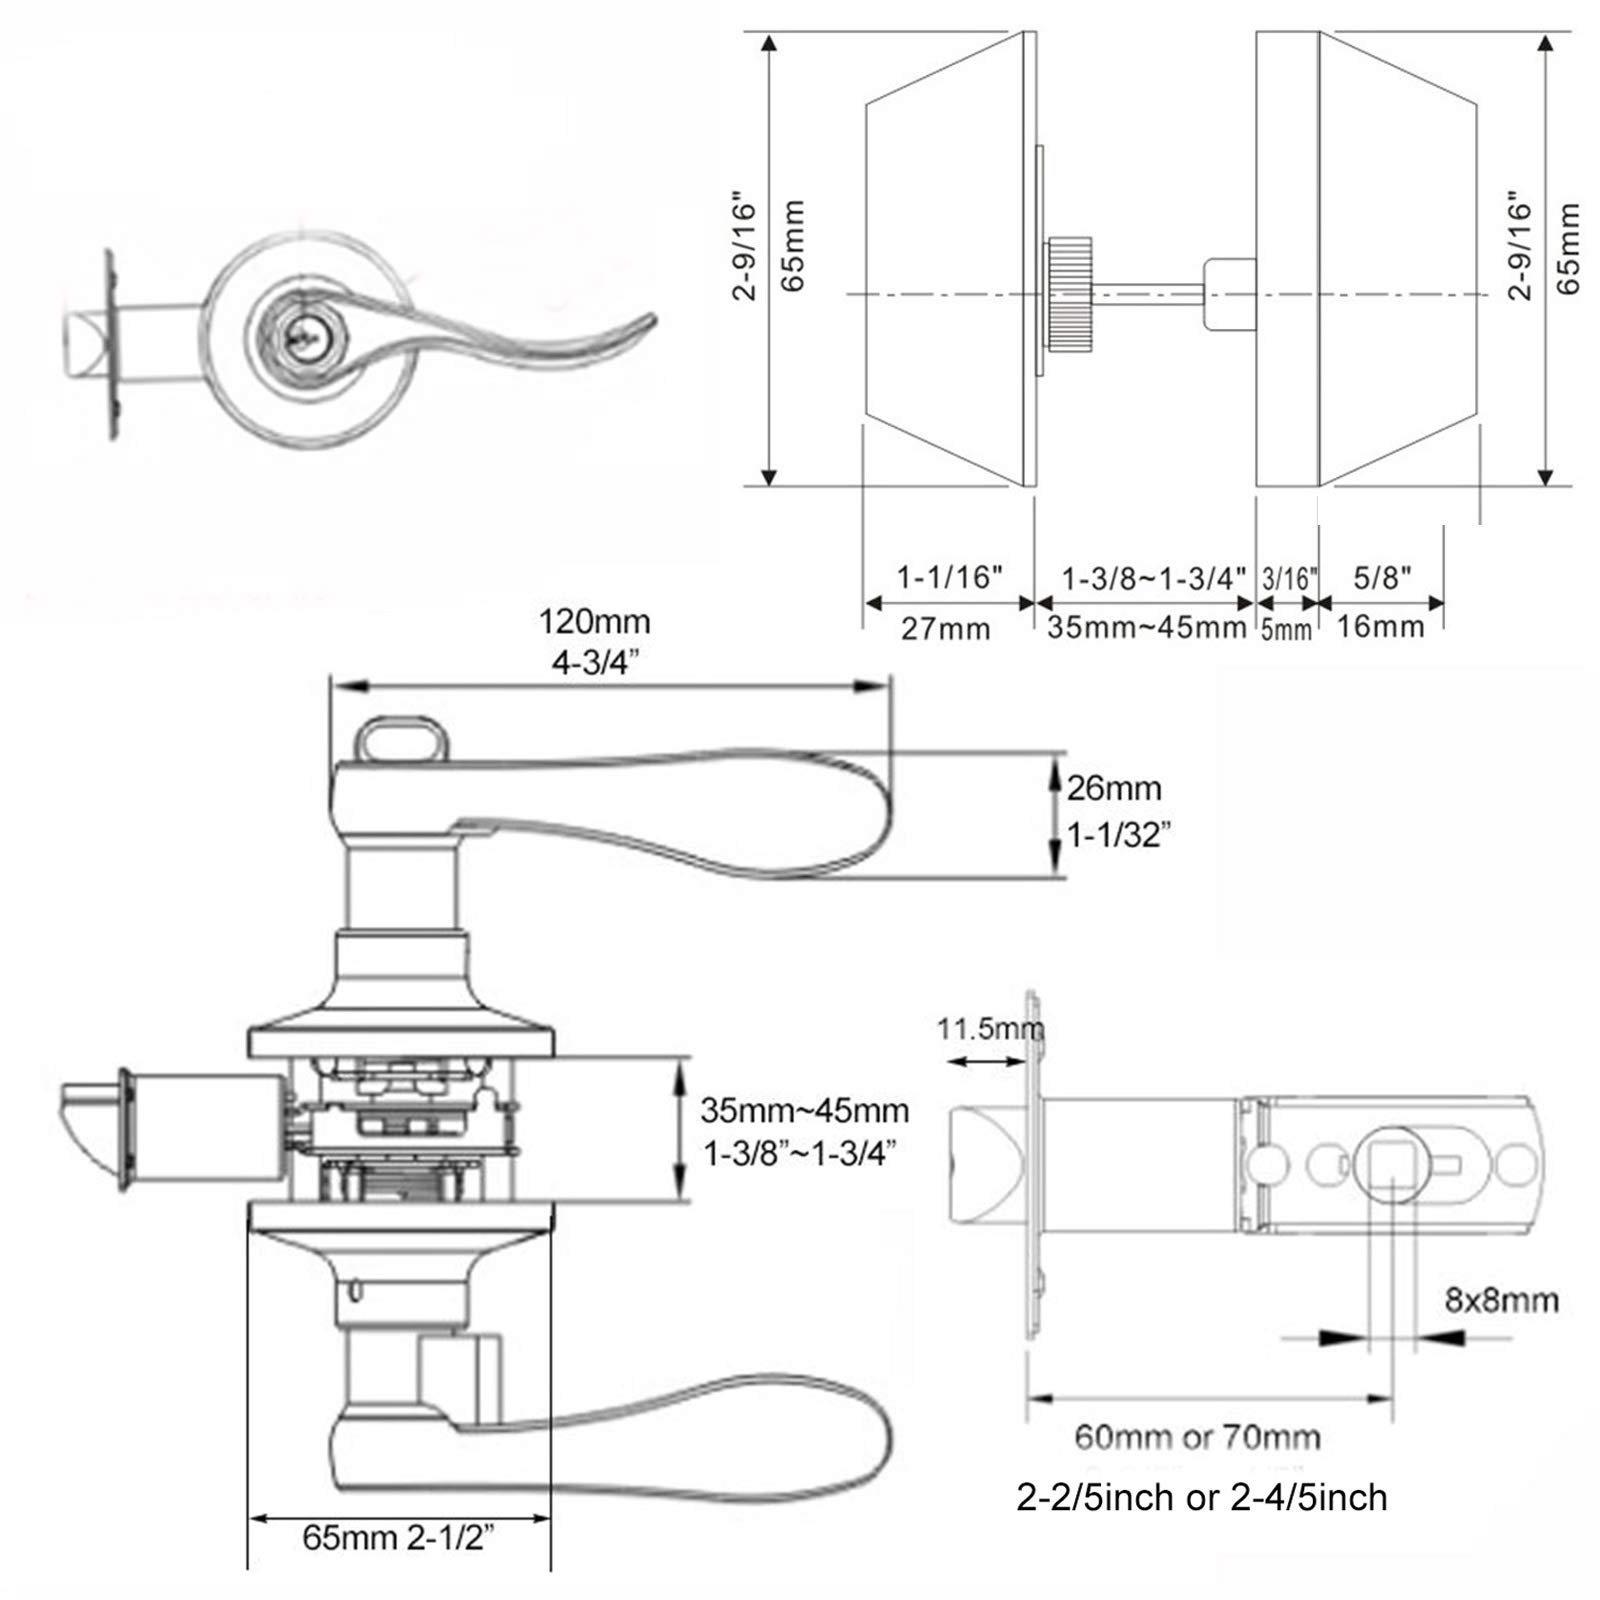 2-9/16"
65mm
2-9/16"
65mm
1-1/16"
27mm
1-3/8~1-3/4"
35mm~45mm
3/16"
5mm
5/8"
16mm
120mm
4-3/4”
26mm
1-1/32”
35mm~45mm
1-3/8”~1-3/4”
65mm 2-1/2”
11.5mm
8x8mm
60mm or 70mm
2-2/5inch or 2-4/5inch